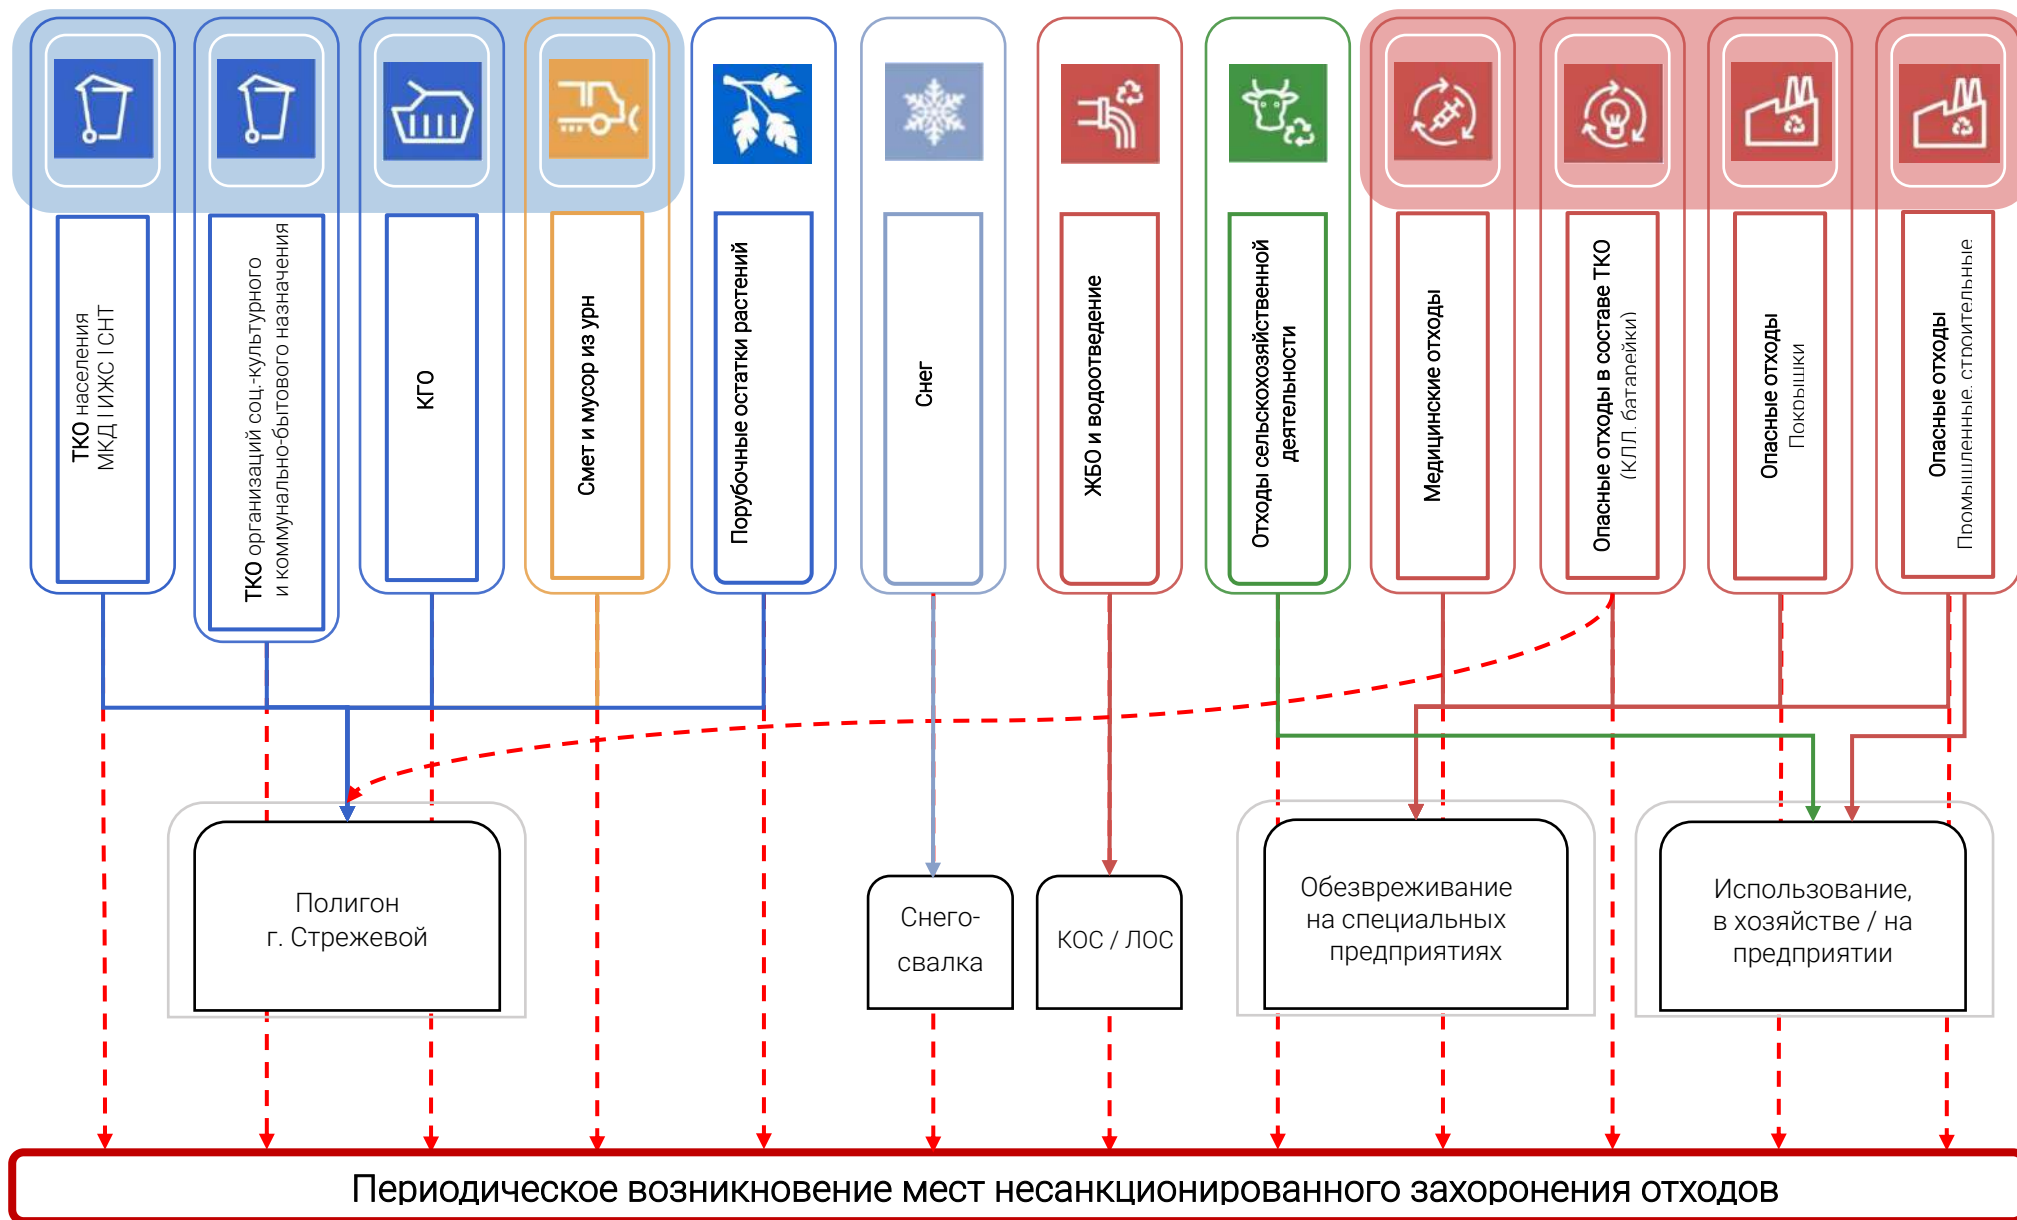 ТКО населения
МКД | ИЖС | СНТ
ТКО организаций соц.-культурного
и коммунально-бытового назначения
КГО
Смет и мусор из урн
Порубочные остатки растений
Снег
ЖБО и водоотведение
Отходы сельскохозяйственной
деятельности
Медицинские отходы
Опасные отходы в составе ТКО
(КЛЛ, батарейки)
Опасные отходы
Покрышки
Опасные отходы
Промышленные, строительные
Полигон
г. Стрежевой
Снего-
свалка
КОС / ЛОС
Обезвреживание
на специальных
предприятиях
Использование,
в хозяйстве / на
предприятии
Периодическое возникновение мест несанкционированного захоронения отходов